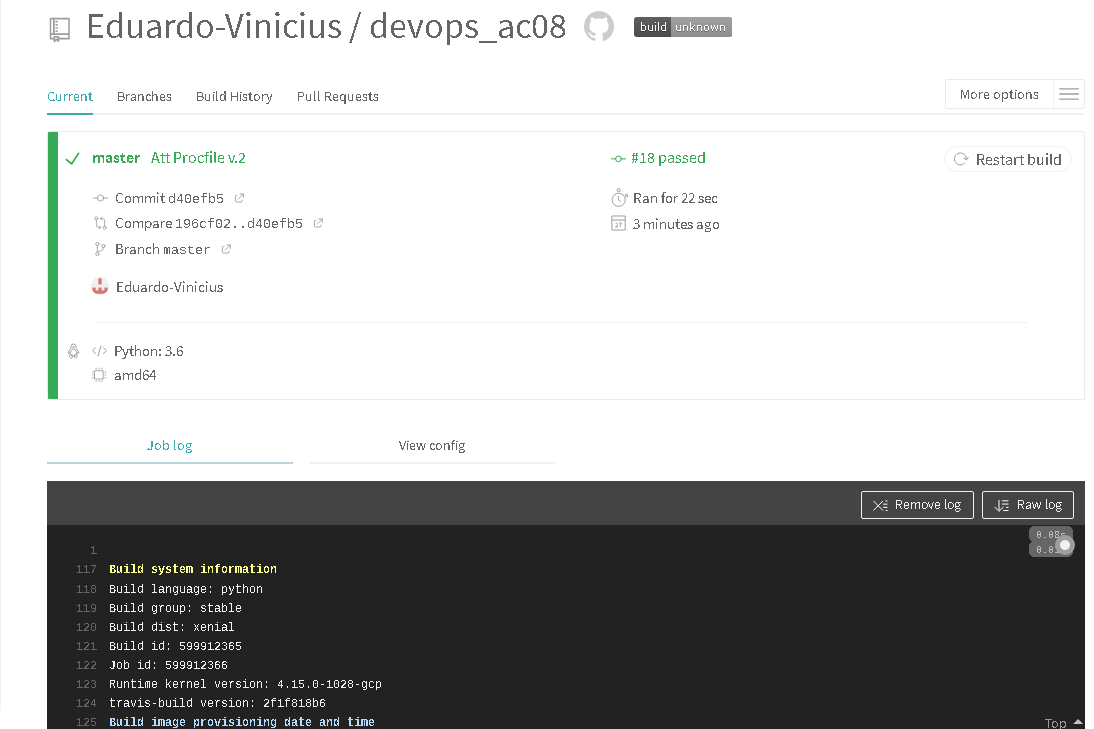 Eduardo-Vinicius / devops_ac08 build unknown
Current Branches Build History Pull Requests More options
master Att Procfile v.2 #18 passed Restart build
Commit d40efb5 Ran for 22 sec
Compare 196cf02..d40efb5 27 3 minutes ago
Branch master
Eduardo-Vinicius
</> Python: 3.6
amd64
Job log View config
Remove log Raw log
0.08s
1
117 Build system information
118 Build language: python
119 Build group: stable
120 Build dist: xenial
121 Build id: 599912365
122 Job id: 599912366
123 Runtime kernel version: 4.15.0-1028-gcp
124 travis-build version: 2f1f818b6
125 Build image provisioning date and time
Top